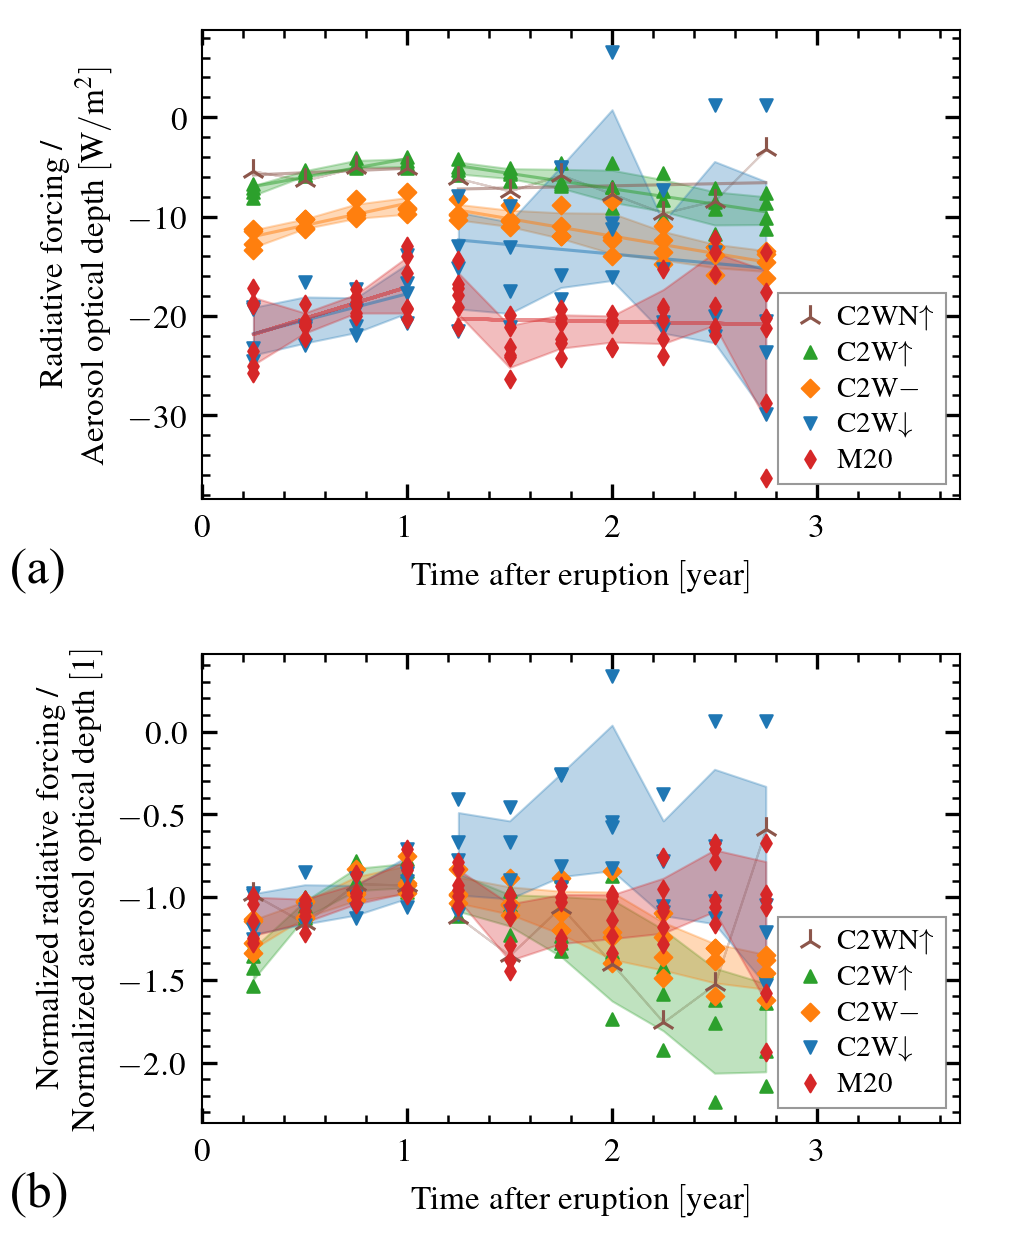 Radiative forcing /
Aerosol optical depth [W/m²]
0
−10
−20
−30
C2WN↑
C2W↑
C2W−
C2W↓
M20
0 1 2 3
Time after eruption [year]
(a)
Normalized radiative forcing /
Normalized aerosol optical depth [1]
0.0
−0.5
−1.0
−1.5
−2.0
C2WN↑
C2W↑
C2W−
C2W↓
M20
0 1 2 3
Time after eruption [year]
(b)